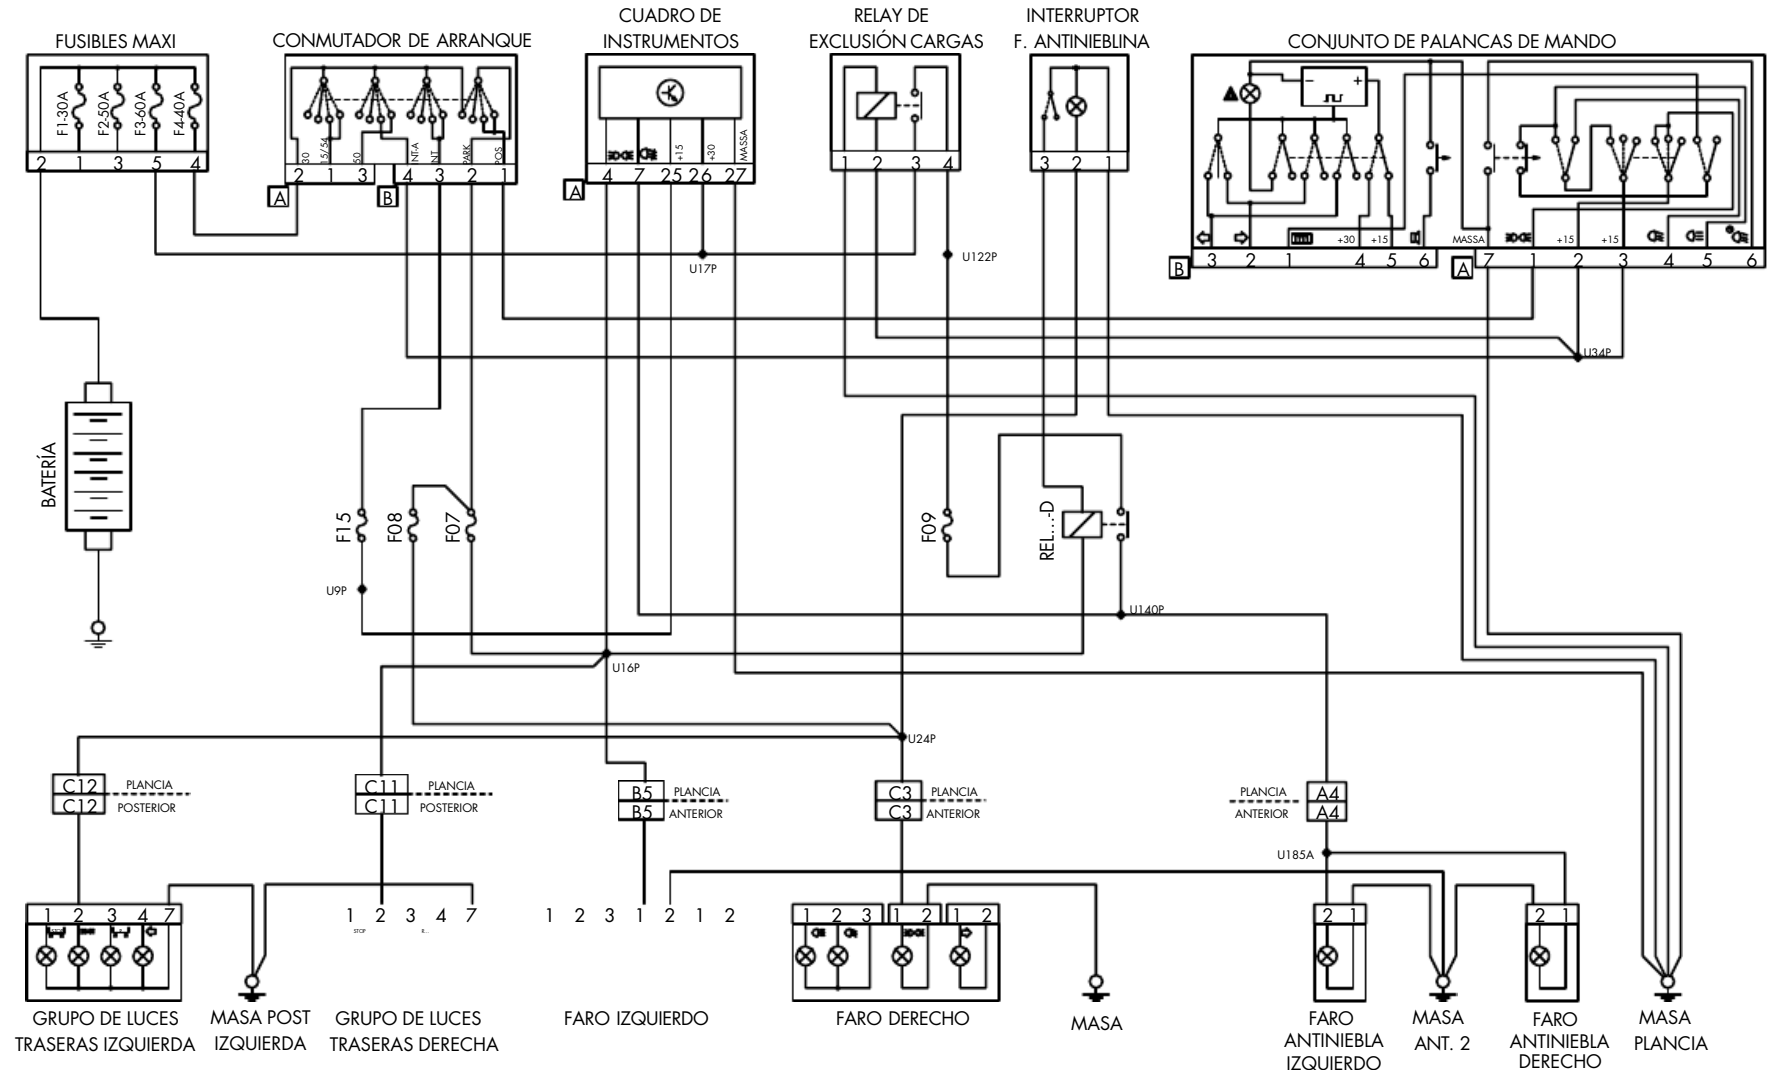 FUSIBLES MAXI
F1-30A
F2-50A
F3-60A
F4-40A
2 1 3 5 4
CONMUTADOR DE ARRANQUE
30
15/54
50
INT-A
INT
PARK
POS
2 1 3
4 3 2 1
A
B
CUADRO DE
INSTRUMENTOS
+15
+30
MASSA
4 7 25 26 27
A
RELAY DE
EXCLUSIÓN CARGAS
1 2 3 4
INTERRUPTOR
F. ANTINIEBLINA
3 2 1
CONJUNTO DE PALANCAS DE MANDO
- +
+30
+15
MASSA
+15
+15
B
3 2 1 4 5 6
A
7 1 2 3 4 5 6
U17P
U122P
U34P
BATERÍA
F15
F08
F07
F09
REL...-D
U9P
U140P
U16P
U24P
C12
C12
PLANCIA
POSTERIOR
C11
C11
PLANCIA
POSTERIOR
B5
B5
PLANCIA
ANTERIOR
C3
C3
PLANCIA
ANTERIOR
PLANCIA
ANTERIOR
A4
A4
U185A
1 2 3 4 7
1 2 3 4 7
STOP
R...
1 2 3 1 2 1 2
1 2 3 1 2 1 2
2 1
2 1
GRUPO DE LUCES
TRASERAS IZQUIERDA
MASA POST
IZQUIERDA
GRUPO DE LUCES
TRASERAS DERECHA
FARO IZQUIERDO
FARO DERECHO
MASA
FARO
ANTINIEBLA
IZQUIERDO
MASA
ANT. 2
FARO
ANTINIEBLA
DERECHO
MASA
PLANCIA